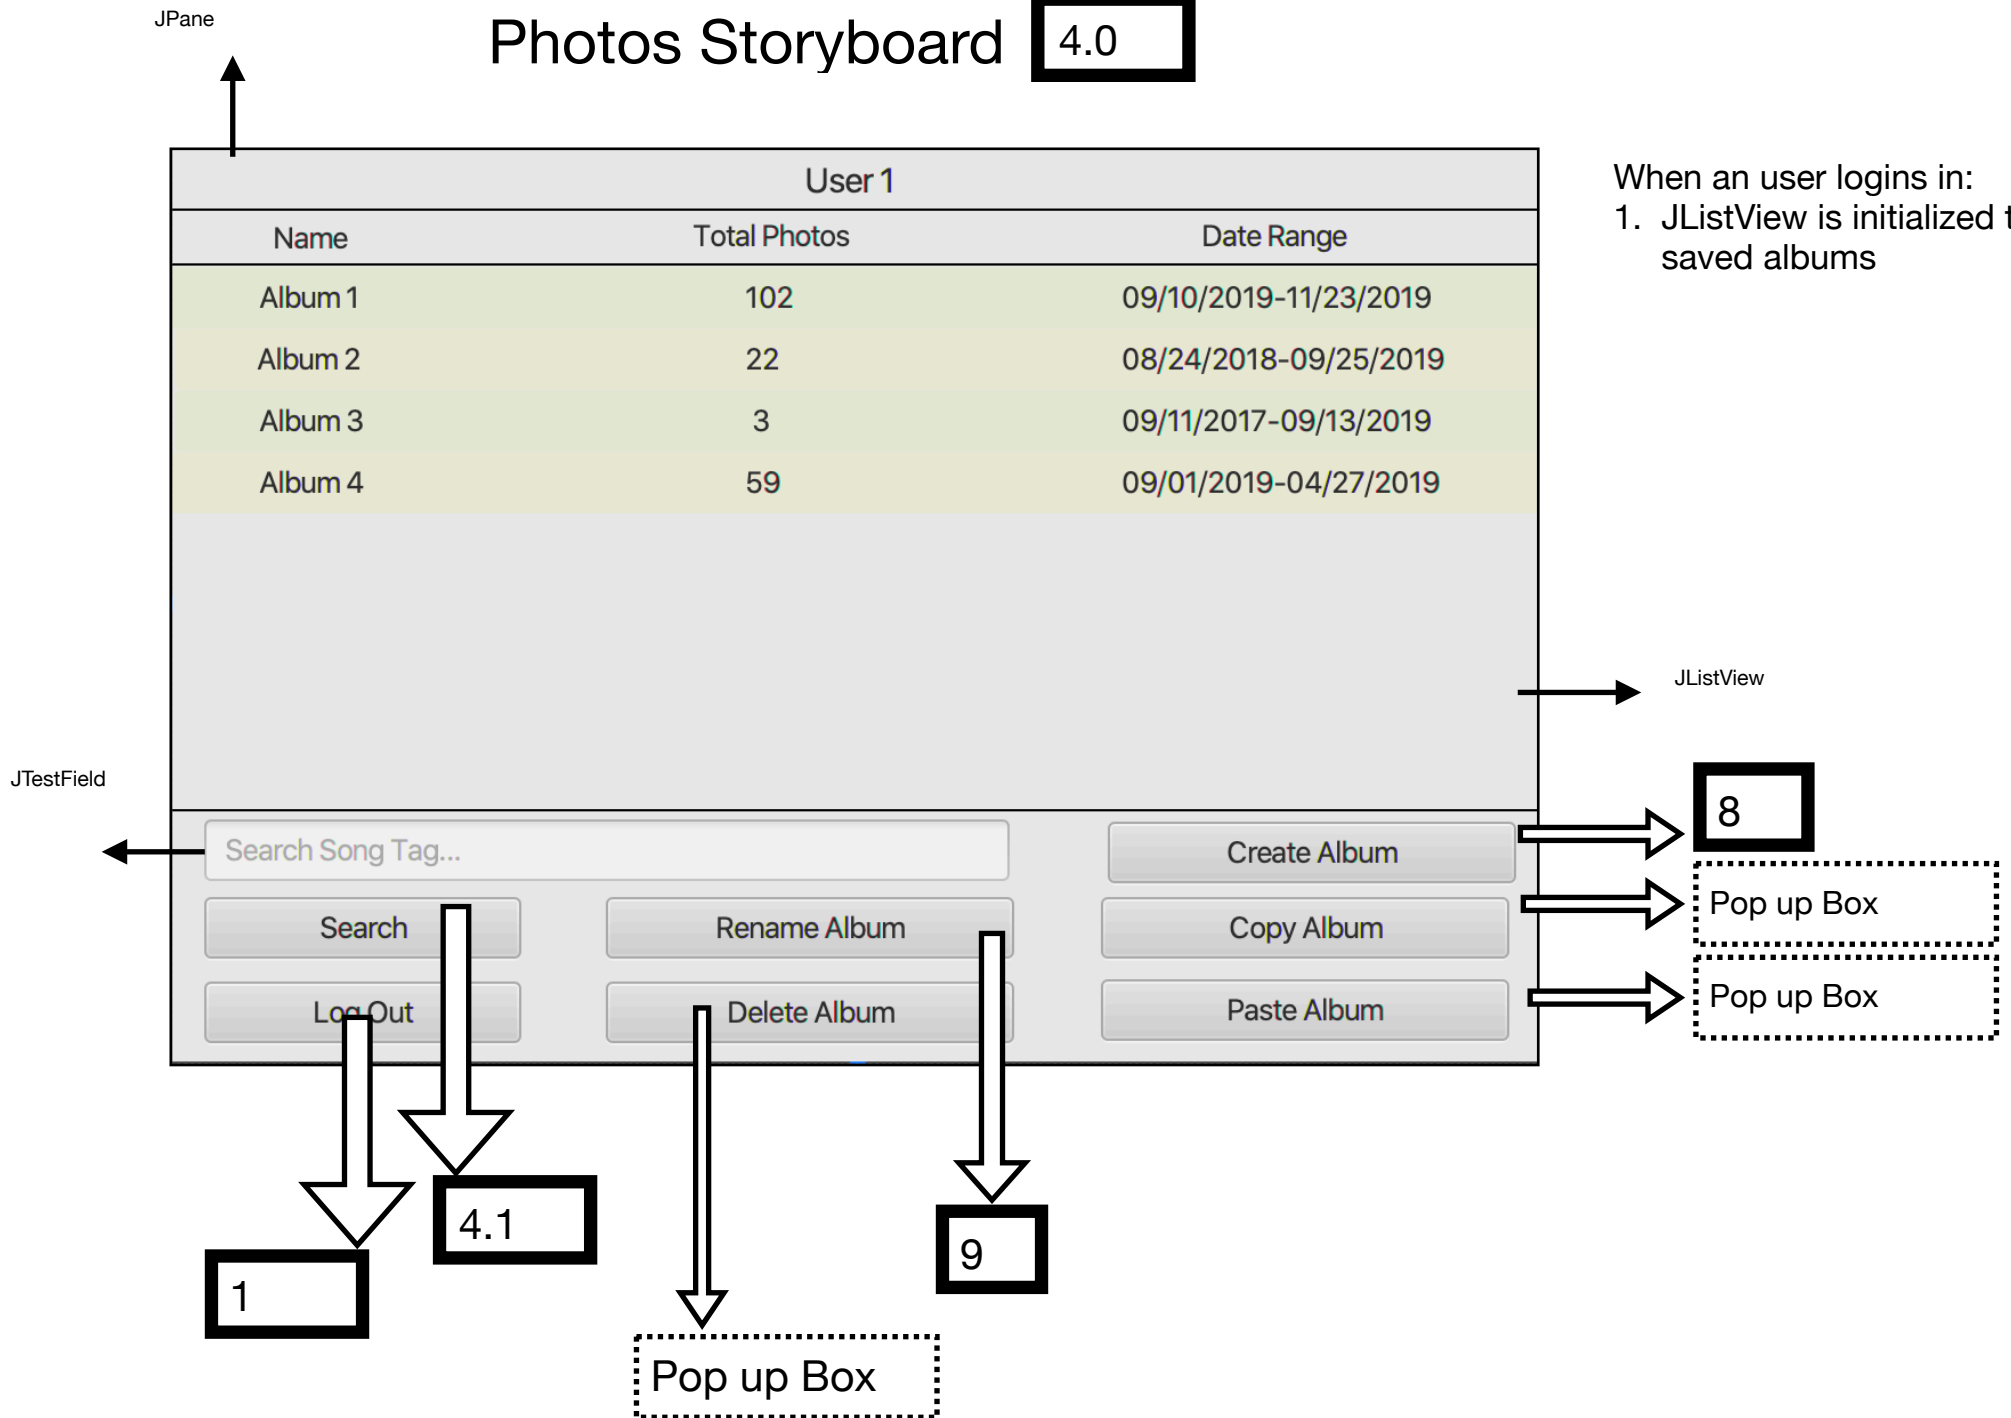 JPane
Photos Storyboard 4.0
User 1
Name Total Photos Date Range
Album 1 102 09/10/2019-11/23/2019
Album 2 22 08/24/2018-09/25/2019
Album 3 3 09/11/2017-09/13/2019
Album 4 59 09/01/2019-04/27/2019
When an user logins in:
1. JListView is initialized
saved albums
JListView
JTestField
Search Song Tag...
Create Album
8
Search Rename Album Copy Album
Pop up Box
Log Out Delete Album Paste Album
Pop up Box
4.1
9
1
Pop up Box